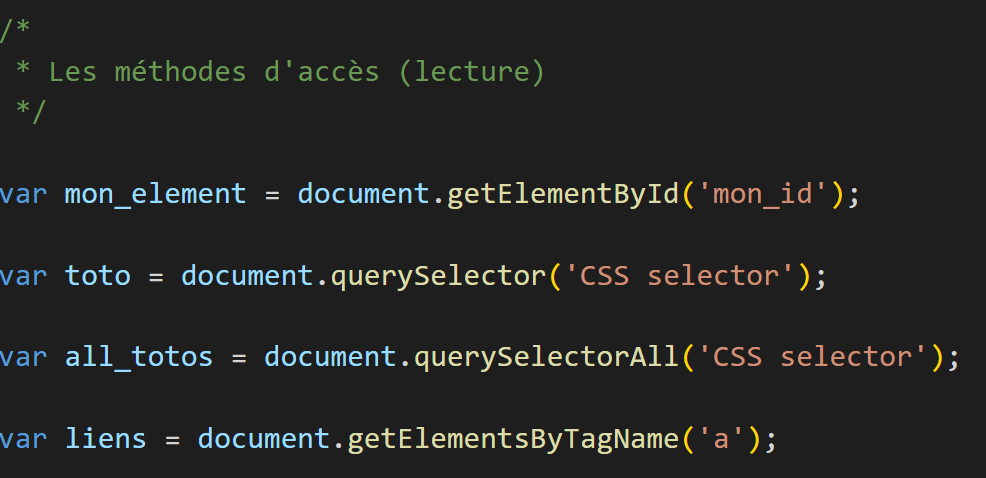 /*
* Les méthodes d'accès (lecture)
*/
var mon_element = document.getElementById('mon_id');
var toto = document.querySelector('CSS selector');
var all_totos = document.querySelectorAll('CSS selector');
var liens = document.getElementsByTagName('a');